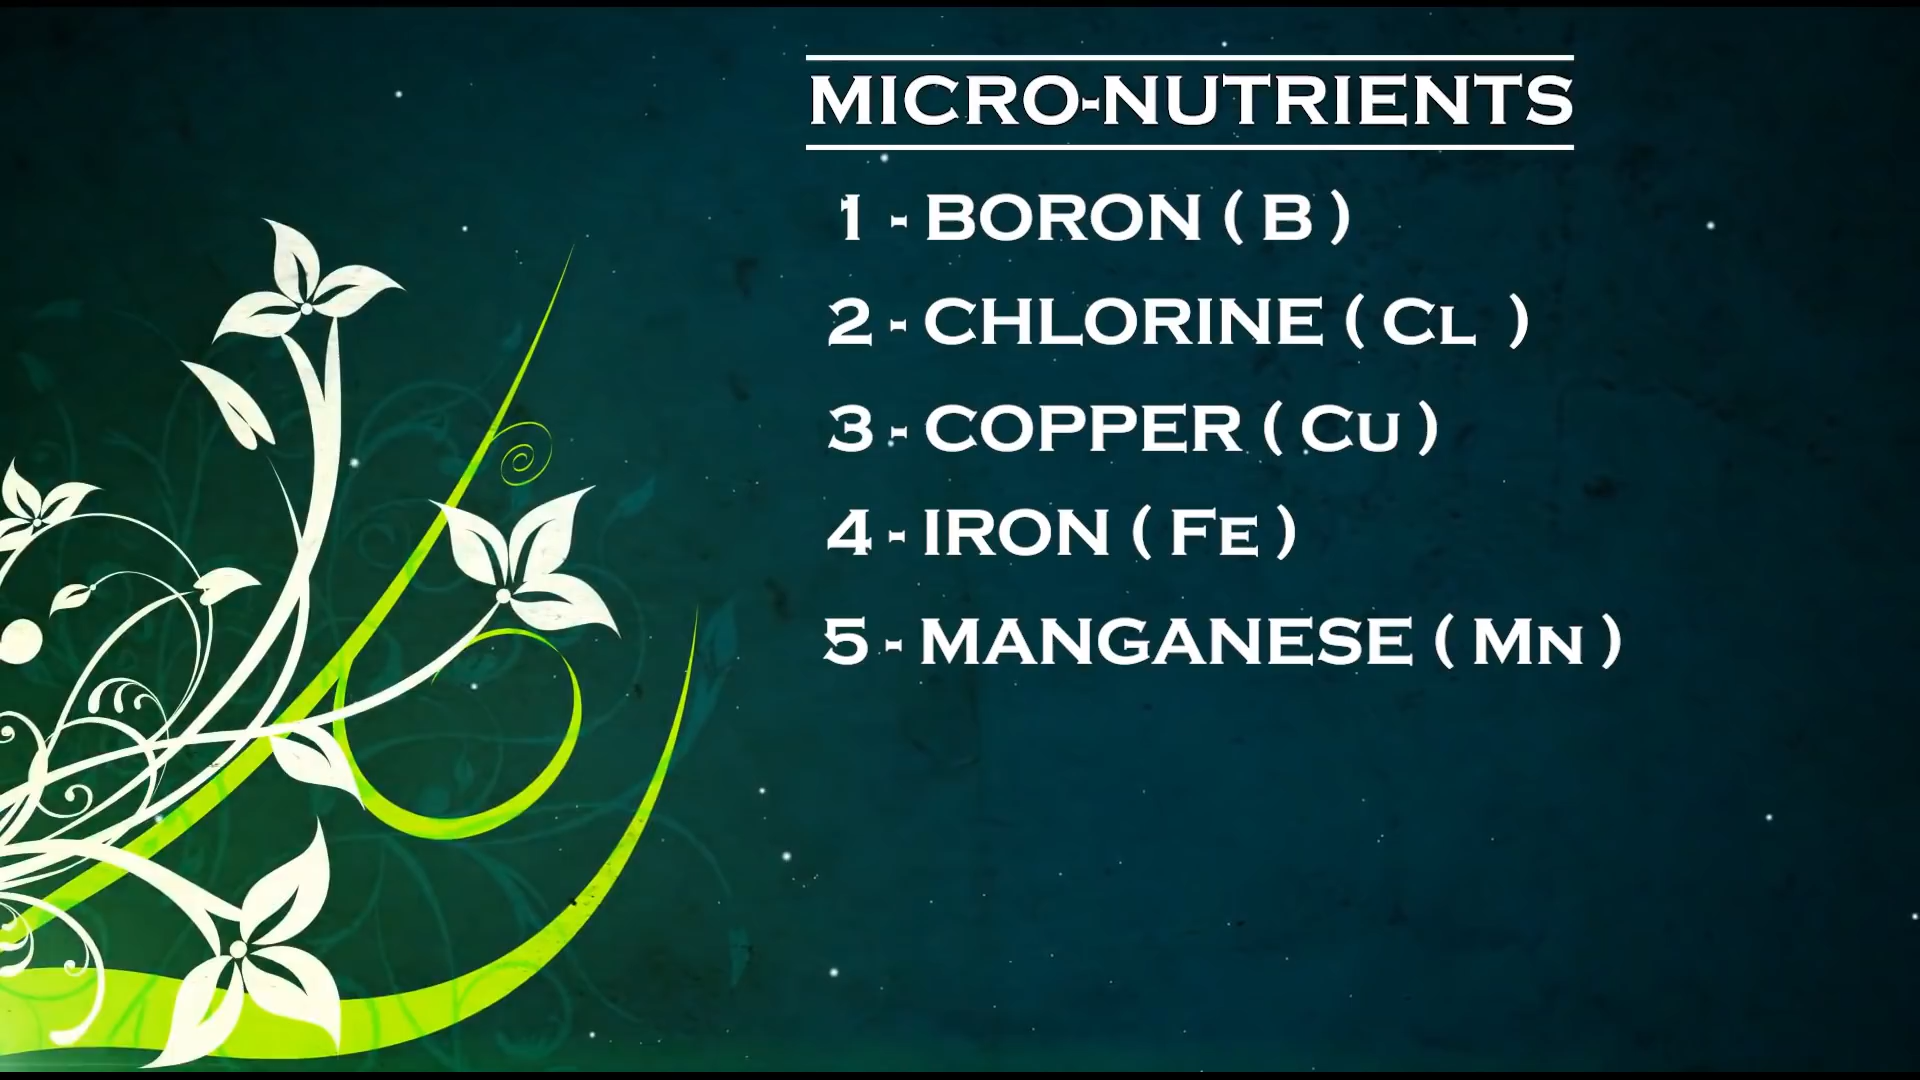 MICRO-NUTRIENTS
1 - BORON ( B )
2 - CHLORINE ( CL )
3 - COPPER ( CU )
4 - IRON ( FE )
5 - MANGANESE ( MN )